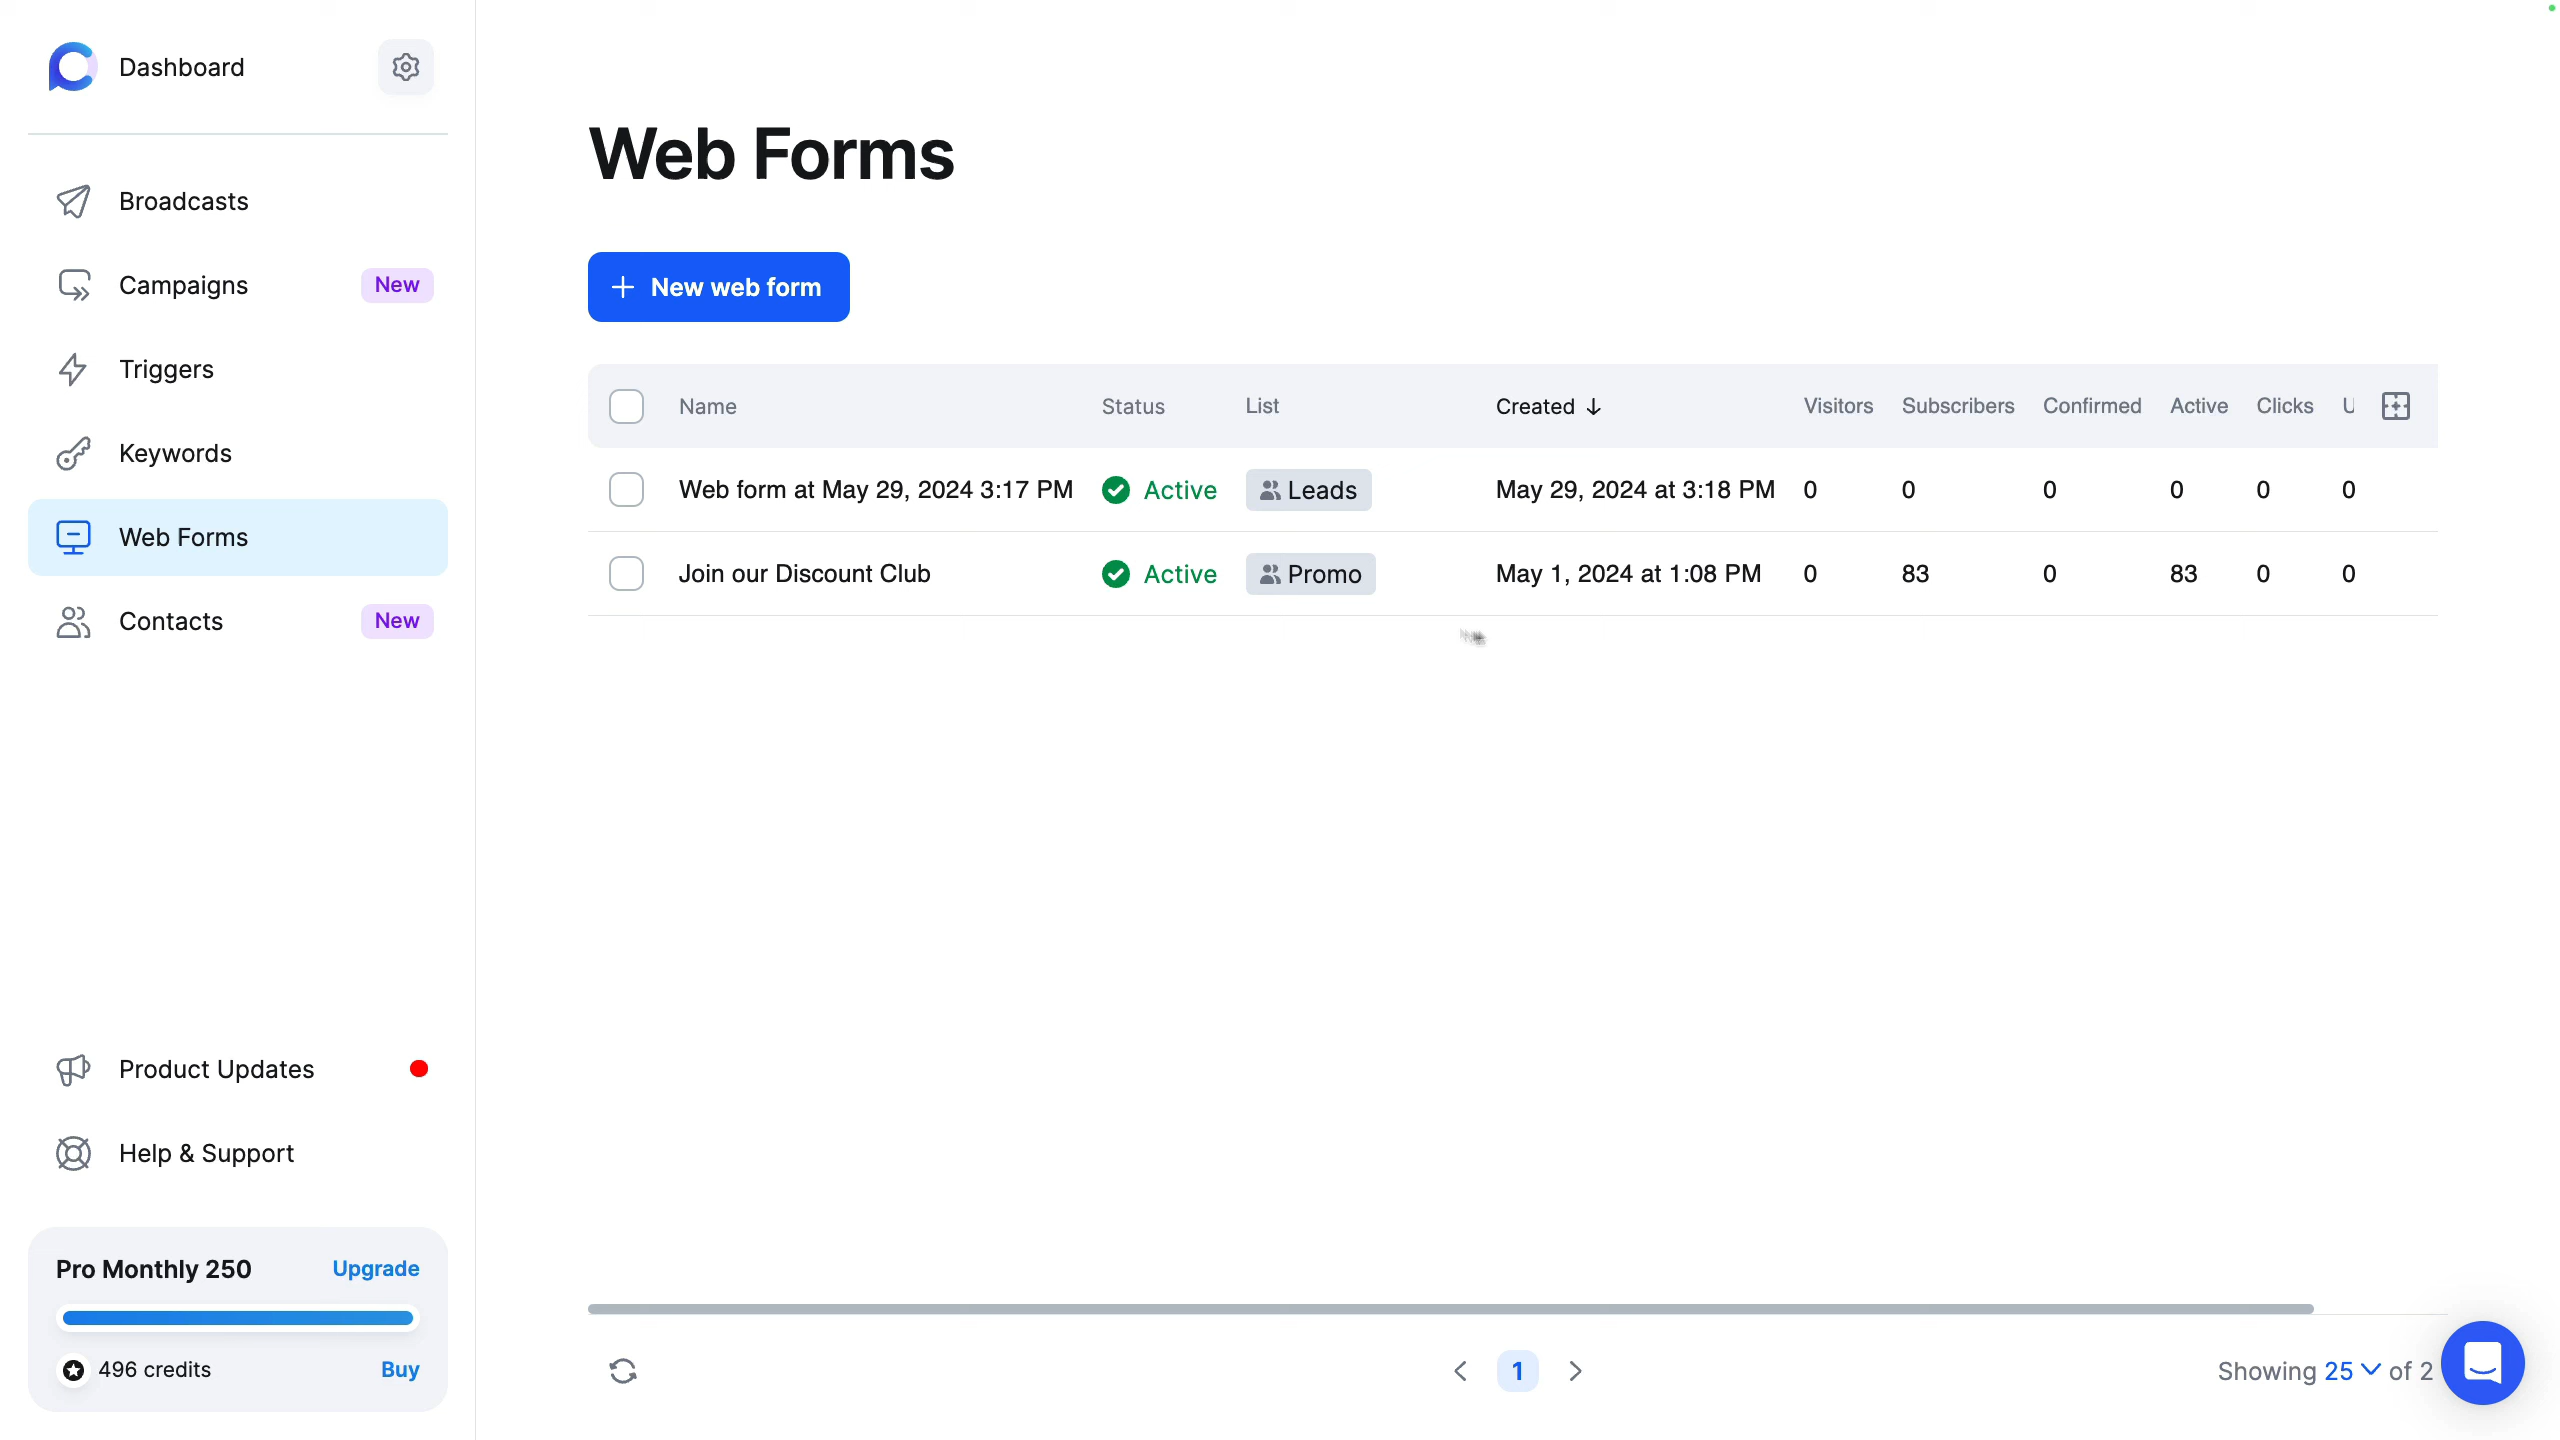 Dashboard
Broadcasts
Campaigns New
Triggers
Keywords
Web Forms
Contacts New
Product Updates
Help & Support
Pro Monthly 250 Upgrade
496 credits Buy
Web Forms
New web form
Name Status List Created Visitors Subscribers Confirmed Active Clicks U
Web form at May 29, 2024 3:17 PM Active Leads May 29, 2024 at 3:18 PM 0 0 0 0 0 0
Join our Discount Club Active Promo May 1, 2024 at 1:08 PM 0 83 0 83 0 0
1
Showing 25 of 2